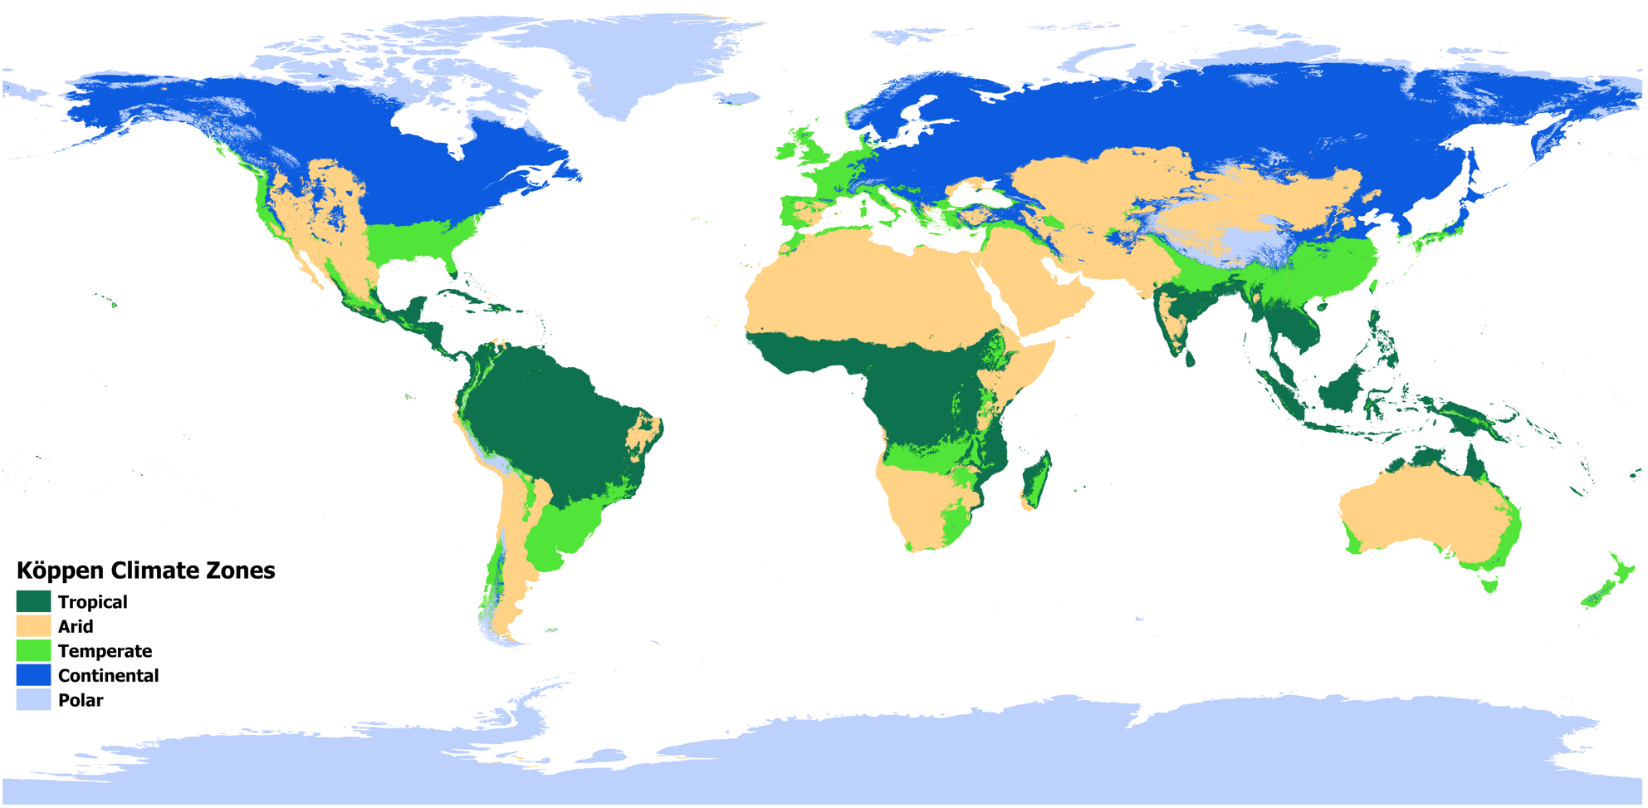 Köppen Climate Zones
Tropical
Arid
Temperate
Continental
Polar